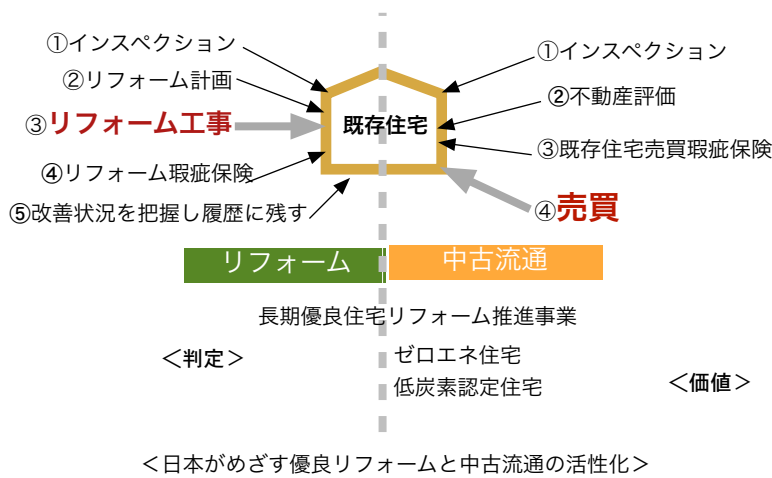 ①インスペクション
②リフォーム計画
③リフォーム工事
④リフォーム瑕疵保険
⑤改善状況を把握し履歴に残す
既存住宅
①インスペクション
②不動産評価
③既存住宅売買瑕疵保険
④売買
リフォーム
中古流通
長期優良住宅リフォーム推進事業
＜判定＞
ゼロエネ住宅
低炭素認定住宅
＜価値＞
＜日本がめざす優良リフォームと中古流通の活性化＞